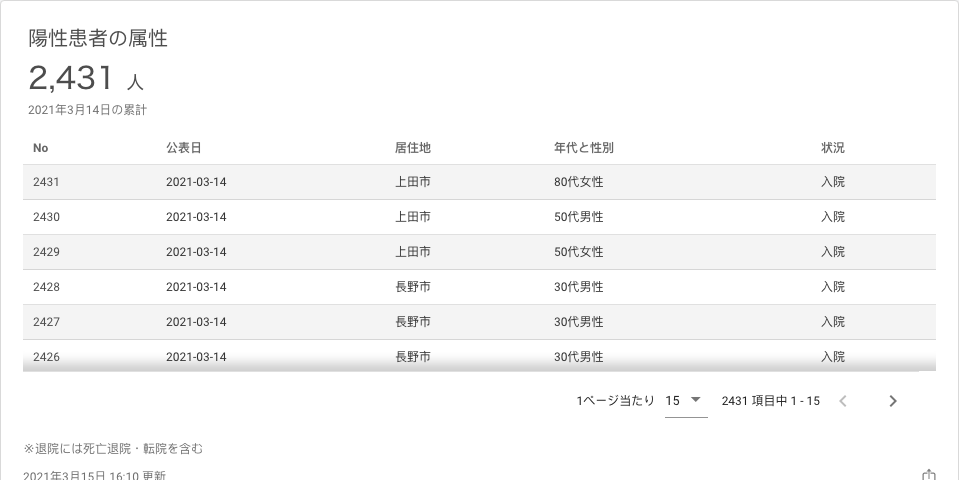 陽性患者の属性
2,431 人
2021年3月14日の累計
No 公表日 居住地 年代と性別 状況
2431 2021-03-14 上田市 80代女性 入院
2430 2021-03-14 上田市 50代男性 入院
2429 2021-03-14 上田市 50代女性 入院
2428 2021-03-14 長野市 30代男性 入院
2427 2021-03-14 長野市 30代男性 入院
2426 2021-03-14 長野市 30代男性 入院
1ページ当たり 15 2431 項目中 1 - 15
※退院には死亡退院・転院を含む
2021年3月15日 16:10 更新